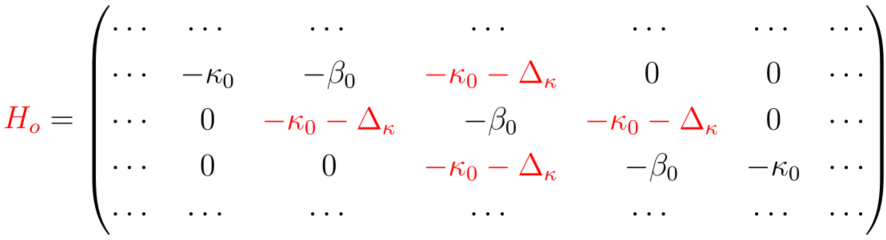 ⋯ ⋯ ⋯ ⋯ ⋯ ⋯ ⋯
⋯ −κ₀ −β₀ −κ₀ − Δ_κ 0 0 ⋯
H_o = ⋯ 0 −κ₀ − Δ_κ −β₀ −κ₀ − Δ_κ 0 ⋯
⋯ 0 0 −κ₀ − Δ_κ −β₀ −κ₀ ⋯
⋯ ⋯ ⋯ ⋯ ⋯ ⋯ ⋯